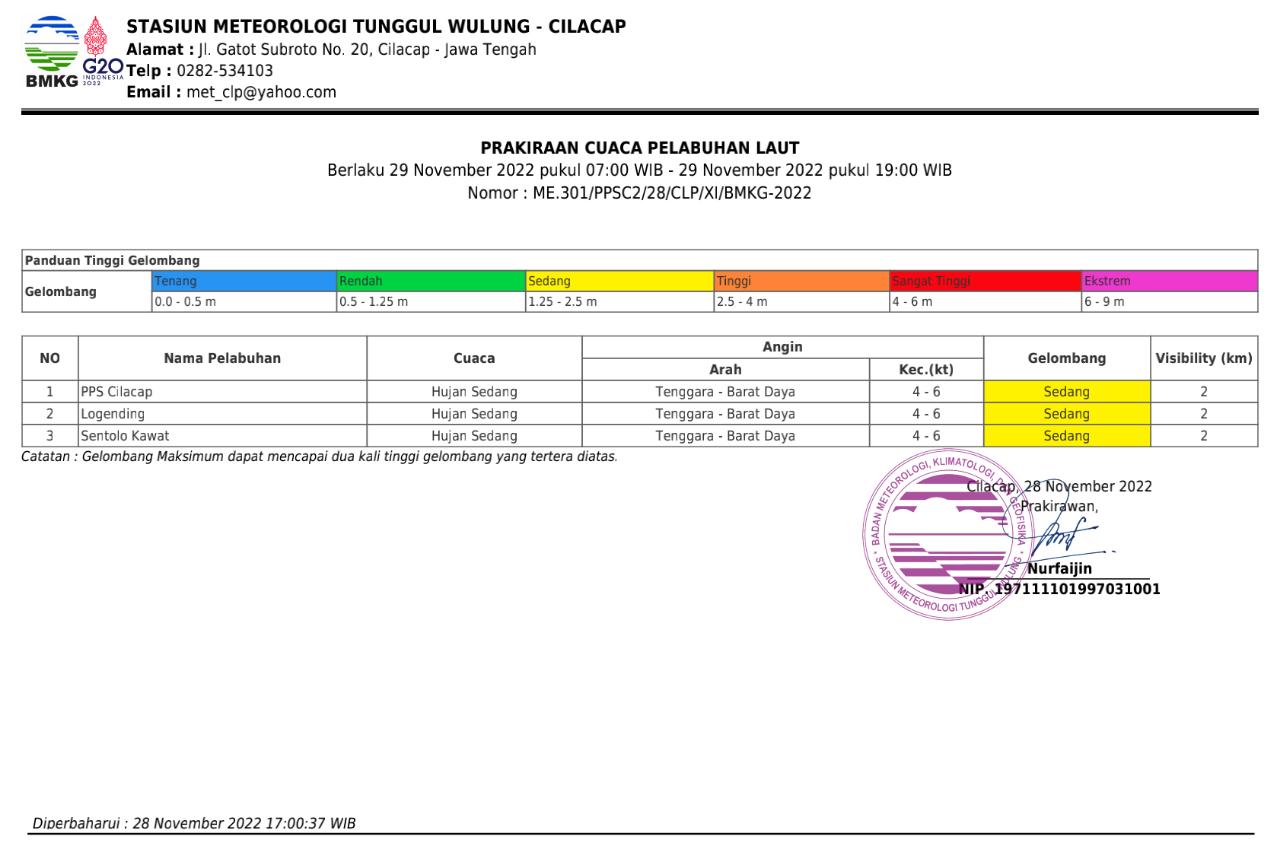 STASIUN METEOROLOGI TUNGGUL WULUNG - CILACAP
Alamat : Jl. Gatot Subroto No. 20, Cilacap - Jawa Tengah
Telp : 0282-534103
Email : met_clp@yahoo.com
BMKG
G20
INDONESIA
2022
PRAKIRAAN CUACA PELABUHAN LAUT
Berlaku 29 November 2022 pukul 07:00 WIB - 29 November 2022 pukul 19:00 WIB
Nomor : ME.301/PPSC2/28/CLP/XI/BMKG-2022
Panduan Tinggi Gelombang
Gelombang Tenang Rendah Sedang Tinggi Sangat Tinggi Ekstrem
0.0 - 0.5 m 0.5 - 1.25 m 1.25 - 2.5 m 2.5 - 4 m 4 - 6 m 6 - 9 m
NO Nama Pelabuhan Cuaca Angin Gelombang Visibility (km)
Arah Kec.(kt)
1 PPS Cilacap Hujan Sedang Tenggara - Barat Daya 4 - 6 Sedang 2
2 Logending Hujan Sedang Tenggara - Barat Daya 4 - 6 Sedang 2
3 Sentolo Kawat Hujan Sedang Tenggara - Barat Daya 4 - 6 Sedang 2
Catatan : Gelombang Maksimum dapat mencapai dua kali tinggi gelombang yang tertera diatas.
BADAN METEOROLOGI, KLIMATOLOGI, DAN GEOFISIKA
STASIUN METEOROLOGI TUNGGUL WULUNG
Cilacap, 28 November 2022
Prakirawan,
Nurfaijin
NIP. 197111101997031001
Diperbaharui : 28 November 2022 17:00:37 WIB